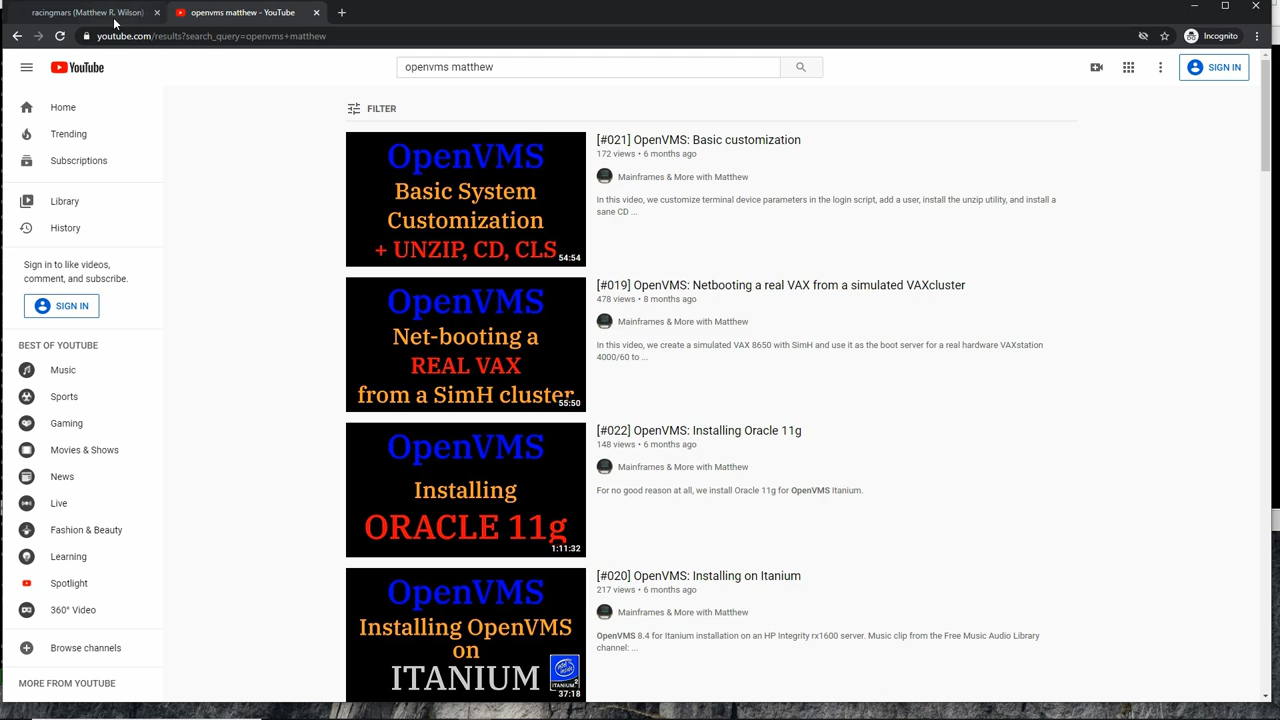 racingmars (Matthew R. Wilson)
openvms matthew - YouTube
youtube.com/results?search_query=openvms+matthew
Incognito
YouTube
openvms matthew
SIGN IN
Home
Trending
Subscriptions
Library
History
Sign in to like videos,
comment, and subscribe.
SIGN IN
BEST OF YOUTUBE
Music
Sports
Gaming
Movies & Shows
News
Live
Fashion & Beauty
Learning
Spotlight
360° Video
Browse channels
MORE FROM YOUTUBE
FILTER
OpenVMS
Basic System
Customization
+ UNZIP, CD, CLS
54:54
[#021] OpenVMS: Basic customization
172 views • 6 months ago
Mainframes & More with Matthew
In this video, we customize terminal device parameters in the login script, add a user, install the unzip utility, and install a
sane CD ...
OpenVMS
Net-booting a
REAL VAX
from a SimH cluster
55:50
[#019] OpenVMS: Netbooting a real VAX from a simulated VAXcluster
478 views • 8 months ago
Mainframes & More with Matthew
In this video, we create a simulated VAX 8650 with SimH and use it as the boot server for a real hardware VAXstation
4000/60 to ...
OpenVMS
Installing
ORACLE 11g
1:11:32
[#022] OpenVMS: Installing Oracle 11g
148 views • 6 months ago
Mainframes & More with Matthew
For no good reason at all, we install Oracle 11g for OpenVMS Itanium.
OpenVMS
Installing OpenVMS
on
ITANIUM
ITANIUM 2
37:18
[#020] OpenVMS: Installing on Itanium
217 views • 6 months ago
Mainframes & More with Matthew
OpenVMS 8.4 for Itanium installation on an HP Integrity rx1600 server. Music clip from the Free Music Audio Library
channel: ...